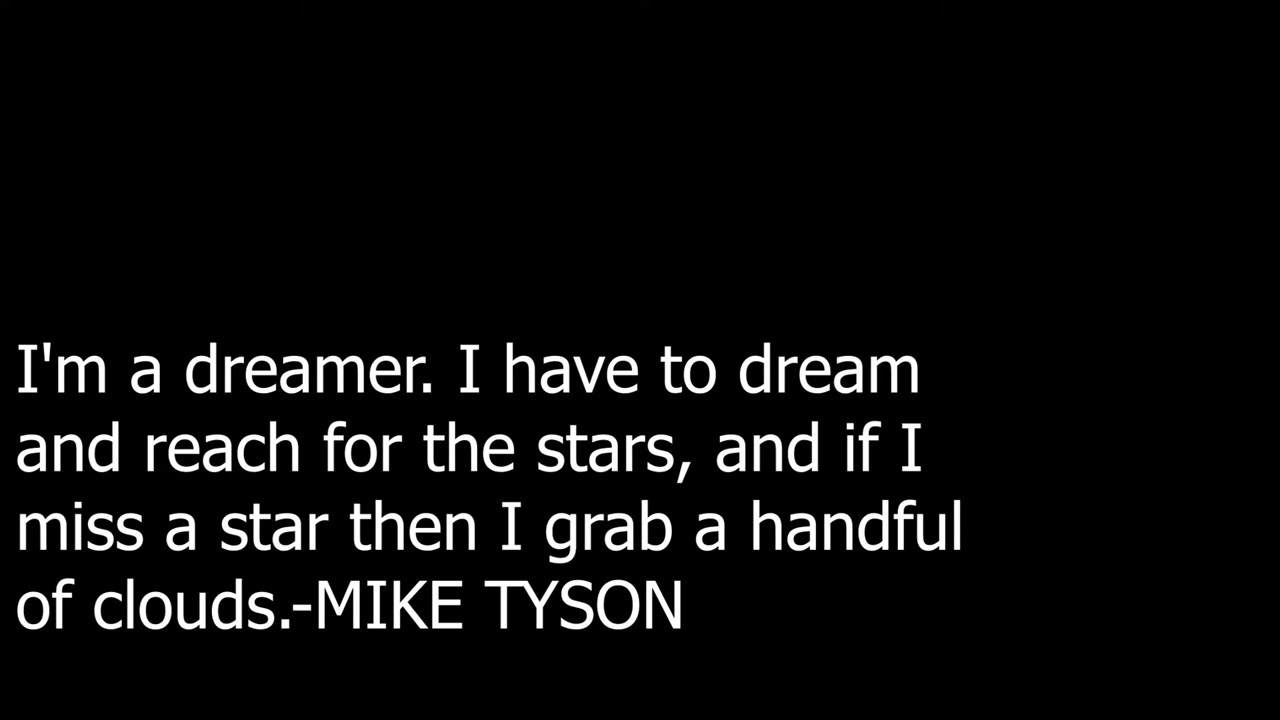 I'm a dreamer. I have to dream
and reach for the stars, and if I
miss a star then I grab a handful
of clouds.-MIKE TYSON